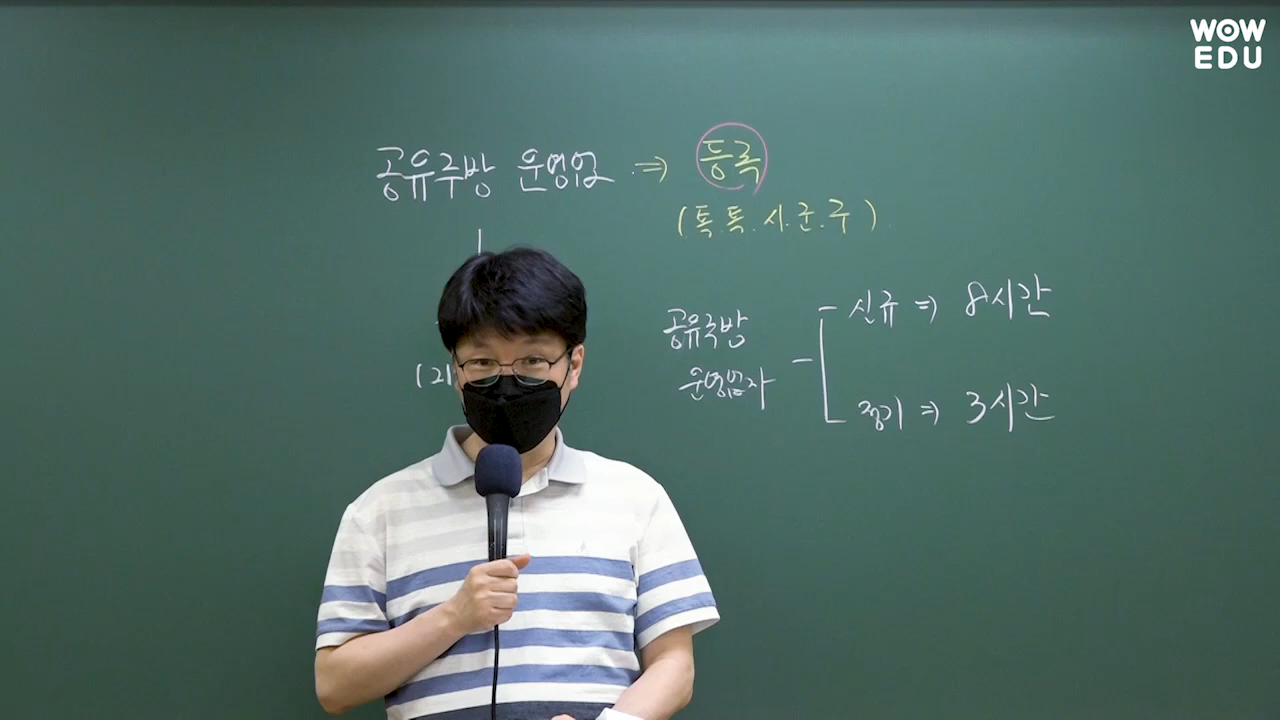 WOW
EDU
공유주방 운영업 ⇒ 등록
(특.특.시.군.구)
공유주방 운영업자
신규 ⇒ 8시간
정기 ⇒ 3시간